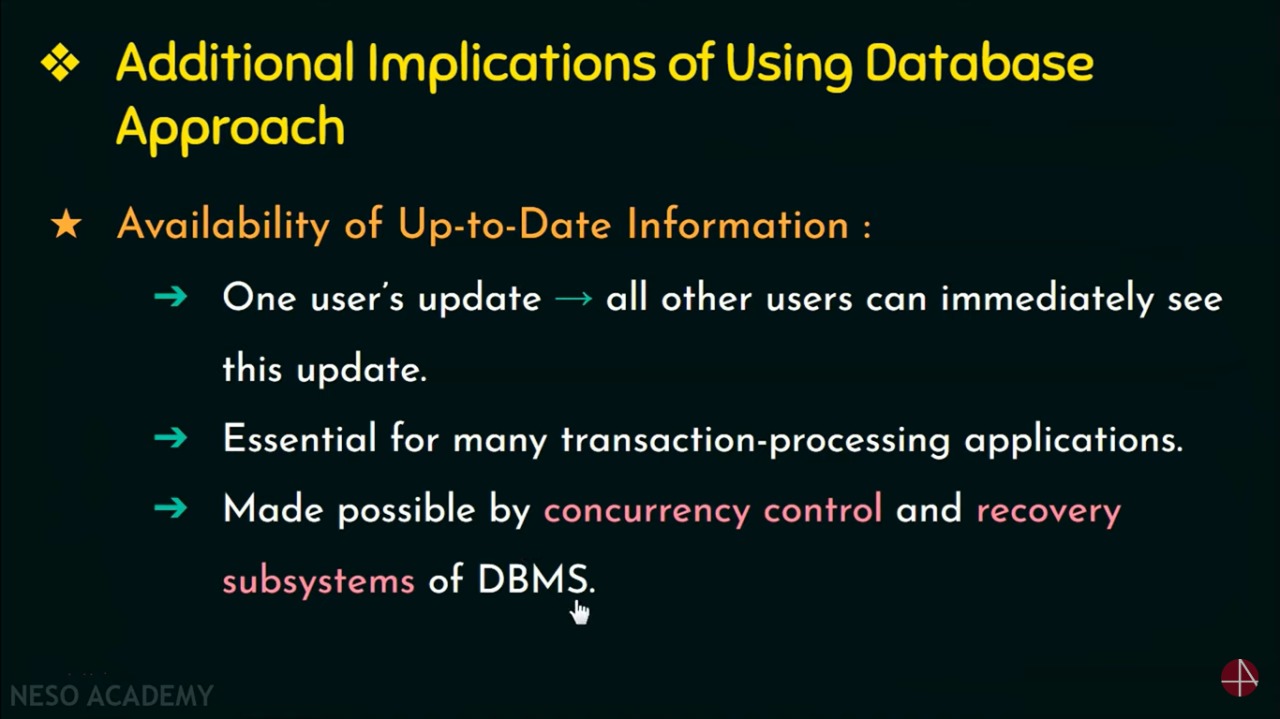 ❖ Additional Implications of Using Database
Approach
★ Availability of Up-to-Date Information :
➔ One user's update → all other users can immediately see
this update.
➔ Essential for many transaction-processing applications.
➔ Made possible by concurrency control and recovery
subsystems of DBMS.
NESO ACADEMY